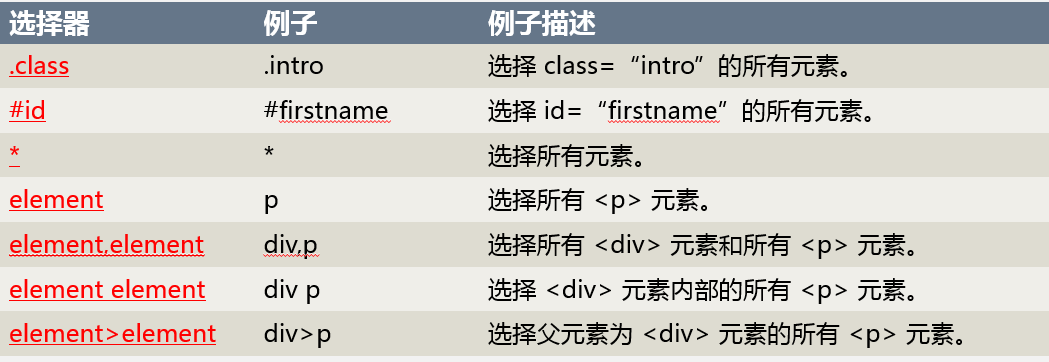 选择器 例子 例子描述
.class .intro 选择 class=“intro”的所有元素。
#id #firstname 选择 id=“firstname”的所有元素。
* * 选择所有元素。
element p 选择所有 <p> 元素。
element,element div,p 选择所有 <div> 元素和所有 <p> 元素。
element element div p 选择 <div> 元素内部的所有 <p> 元素。
element>element div>p 选择父元素为 <div> 元素的所有 <p> 元素。